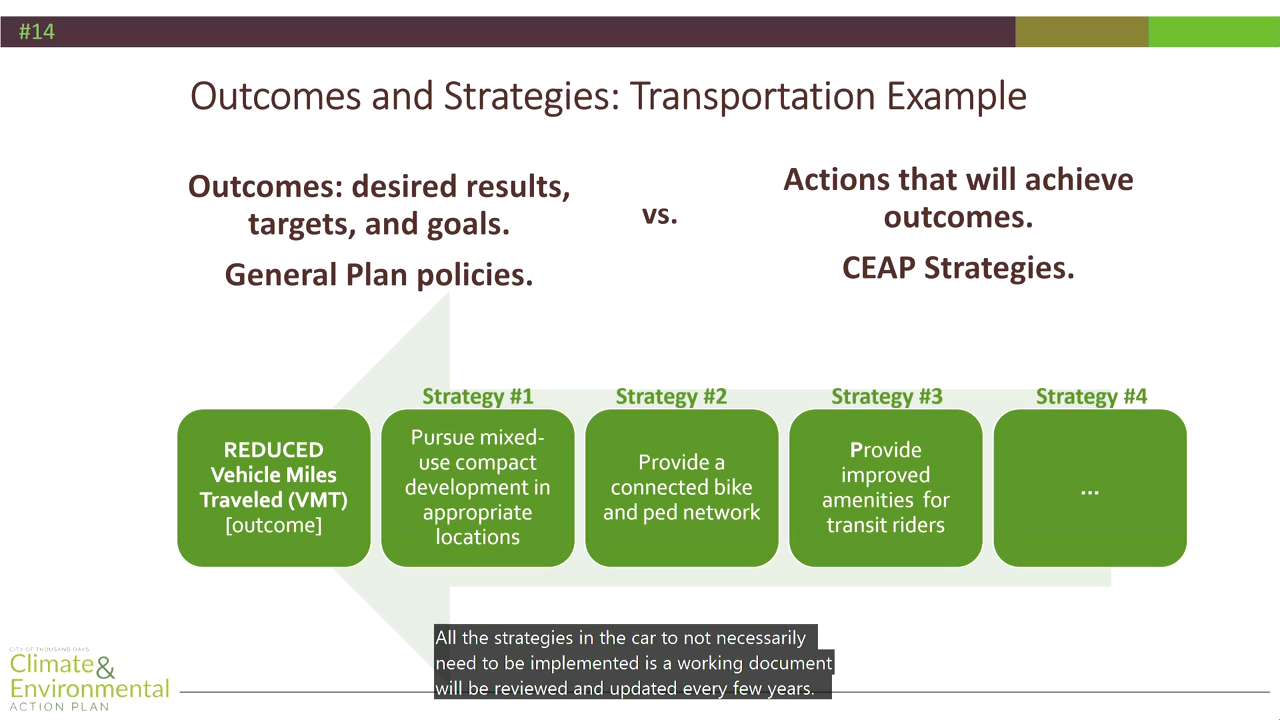 #14
Outcomes and Strategies: Transportation Example
Outcomes: desired results,
targets, and goals.
General Plan policies.
vs.
Actions that will achieve
outcomes.
CEAP Strategies.
REDUCED
Vehicle Miles
Traveled (VMT)
[outcome]
Strategy #1
Pursue mixed-
use compact
development in
appropriate
locations
Strategy #2
Provide a
connected bike
and ped network
Strategy #3
Provide
improved
amenities for
transit riders
Strategy #4
...
All the strategies in the car to not necessarily
need to be implemented is a working document
will be reviewed and updated every few years.
CITY OF THOUSAND OAKS
Climate &
Environmental
ACTION PLAN